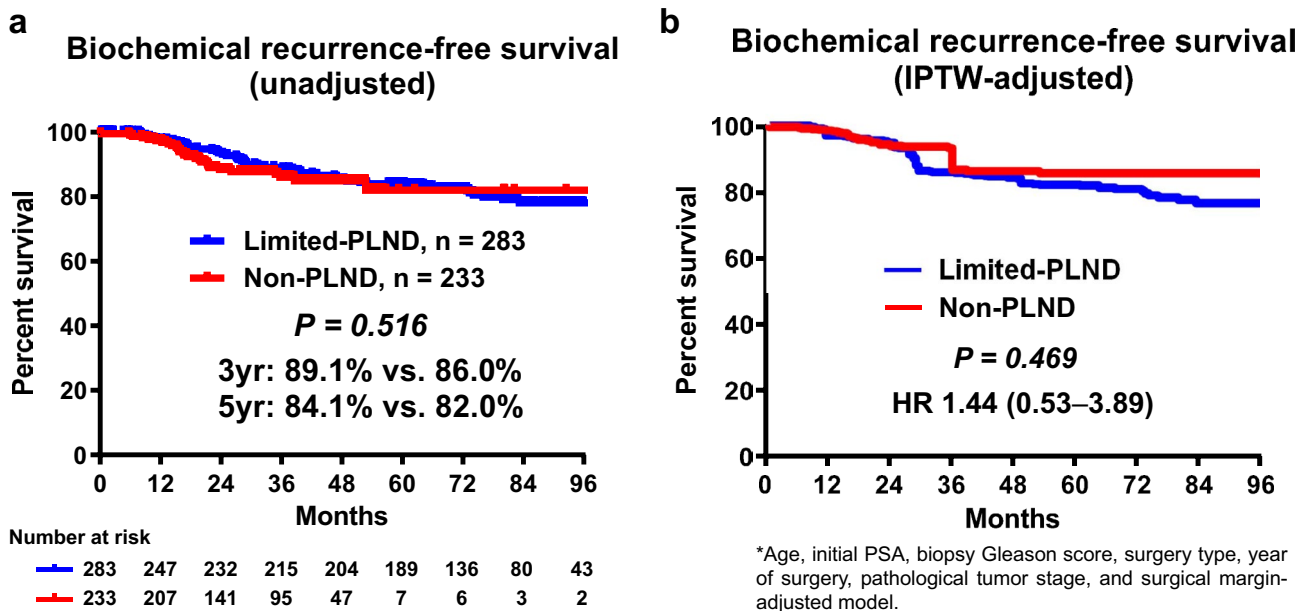 a
Biochemical recurrence-free survival
(unadjusted)
Percent survival
100
80
60
40
20
0
Limited-PLND, n = 283
Non-PLND, n = 233
P = 0.516
3yr: 89.1% vs. 86.0%
5yr: 84.1% vs. 82.0%
0 12 24 36 48 60 72 84 96
Months
Number at risk
283 247 232 215 204 189 136 80 43
233 207 141 95 47 7 6 3 2
b
Biochemical recurrence-free survival
(IPTW-adjusted)
Percent survival
100
80
60
40
20
0
Limited-PLND
Non-PLND
P = 0.469
HR 1.44 (0.53–3.89)
0 12 24 36 48 60 72 84 96
Months
*Age, initial PSA, biopsy Gleason score, surgery type, year
of surgery, pathological tumor stage, and surgical margin-
adjusted model.